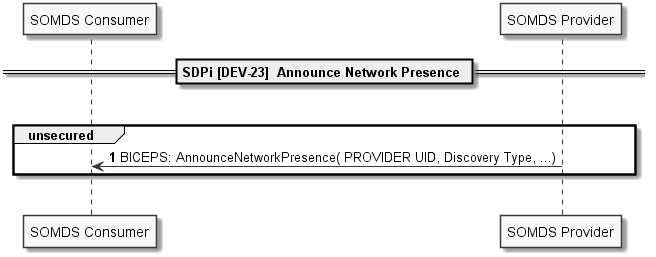 SOMDS Consumer
SOMDS Provider
SDPi [DEV-23] Announce Network Presence
unsecured
1 BICEPS: AnnounceNetworkPresence( PROVIDER UID, Discovery Type, ...)
SOMDS Consumer
SOMDS Provider